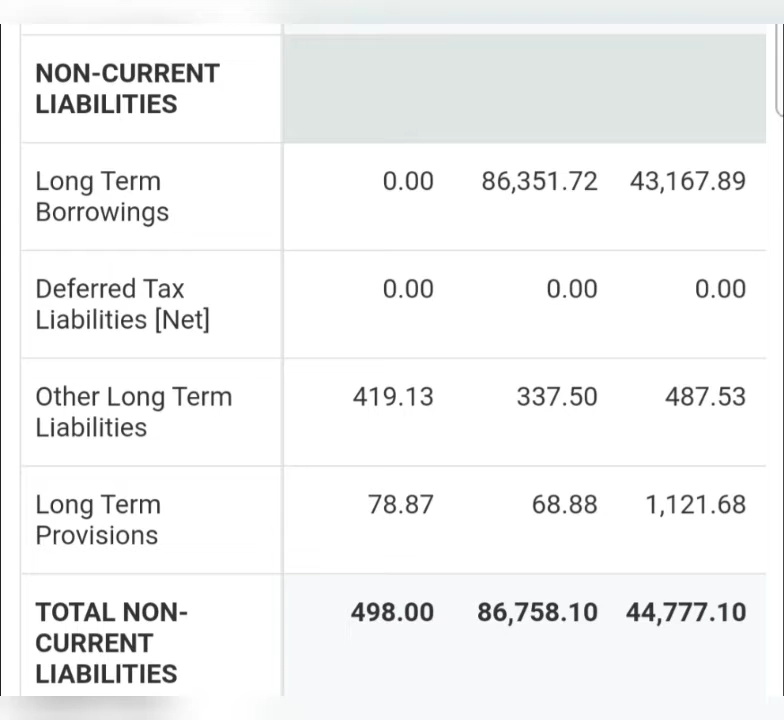 NON-CURRENT
LIABILITIES
Long Term
Borrowings
0.00 86,351.72 43,167.89
Deferred Tax
Liabilities [Net]
0.00 0.00 0.00
Other Long Term
Liabilities
419.13 337.50 487.53
Long Term
Provisions
78.87 68.88 1,121.68
TOTAL NON-
CURRENT
LIABILITIES
498.00 86,758.10 44,777.10